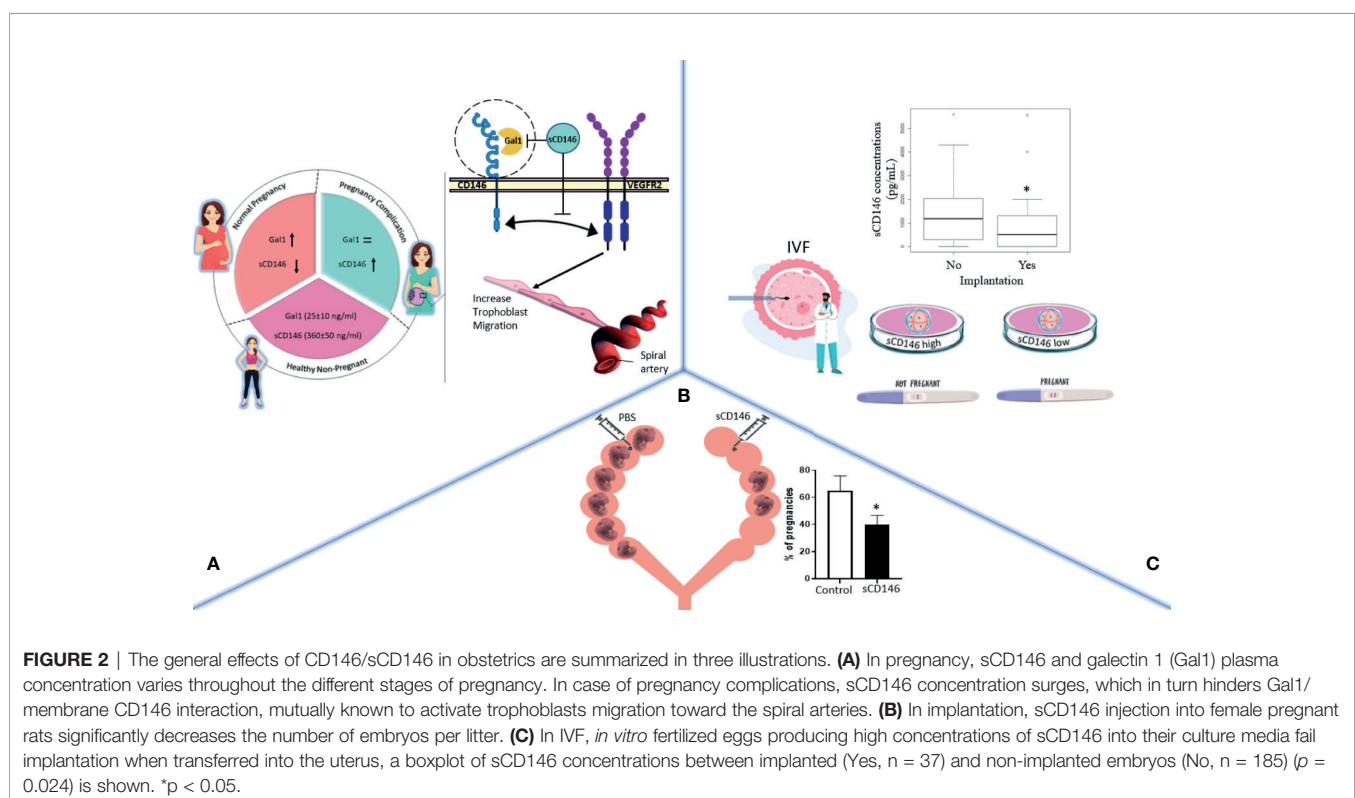 Normal Pregnancy
Pregnancy Complication
Gal1 ↑
sCD146 ↓
Gal1 =
sCD146 ↑
Gal1 (25±10 ng/ml)
sCD146 (360±50 ng/ml)
Healthy Non-Pregnant
Gal1
sCD146
CD146
VEGFR2
Increase
Trophoblast
Migration
Spiral
artery
A
B
PBS
sCD146
% of pregnancies
80
60
40
20
0
*
Control
sCD146
IVF
sCD146 concentrations
(pg/mL)
5000
4000
3000
2000
1000
0
*
No
Yes
Implantation
sCD146 high
sCD146 low
NOT PREGNANT
PREGNANT
C
FIGURE 2 | The general effects of CD146/sCD146 in obstetrics are summarized in three illustrations. (A) In pregnancy, sCD146 and galectin 1 (Gal1) plasma
concentration varies throughout the different stages of pregnancy. In case of pregnancy complications, sCD146 concentration surges, which in turn hinders Gal1/
membrane CD146 interaction, mutually known to activate trophoblasts migration toward the spiral arteries. (B) In implantation, sCD146 injection into female pregnant
rats significantly decreases the number of embryos per litter. (C) In IVF, in vitro fertilized eggs producing high concentrations of sCD146 into their culture media fail
implantation when transferred into the uterus, a boxplot of sCD146 concentrations between implanted (Yes, n = 37) and non-implanted embryos (No, n = 185) (p =
0.024) is shown. *p < 0.05.